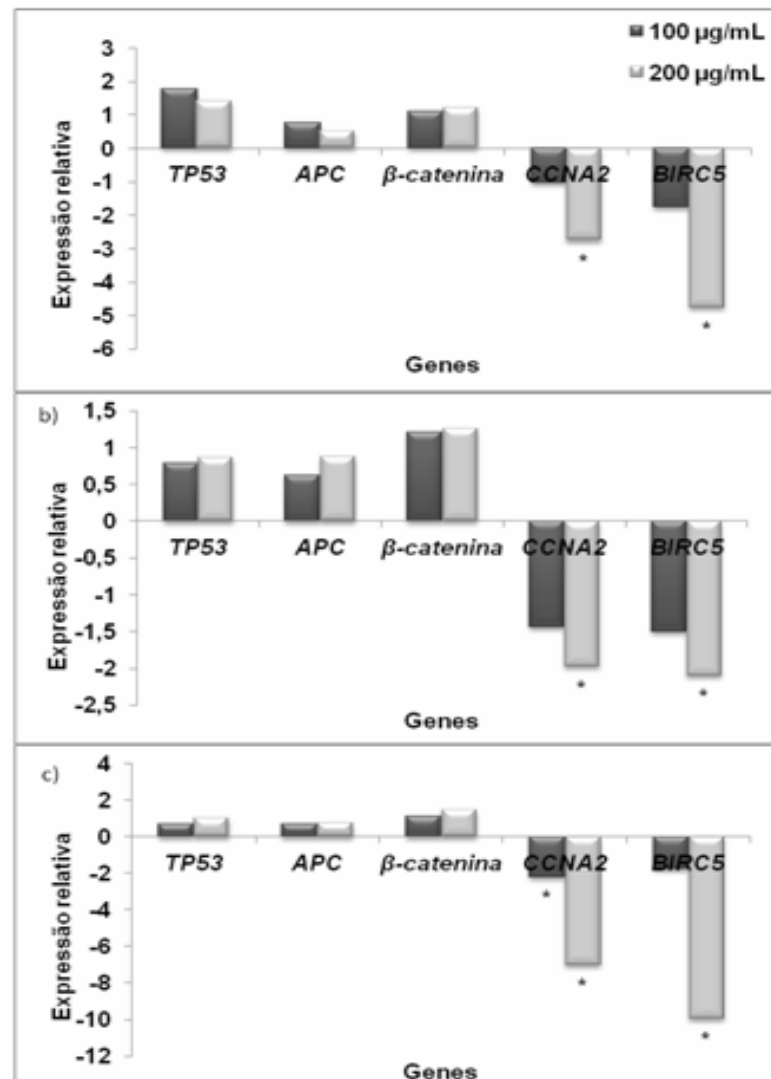 100 µg/mL
200 µg/mL
3
2
1
0
-1
-2
-3
-4
-5
-6
Expressão relativa
TP53 APC β-catenina CCNA2 BIRC5
* *
Genes
b)
1,5
1
0,5
0
-0,5
-1
-1,5
-2
-2,5
Expressão relativa
TP53 APC β-catenina CCNA2 BIRC5
* *
Genes
c)
4
2
0
-2
-4
-6
-8
-10
-12
Expressão relativa
TP53 APC β-catenina CCNA2 BIRC5
*
*
*
Genes